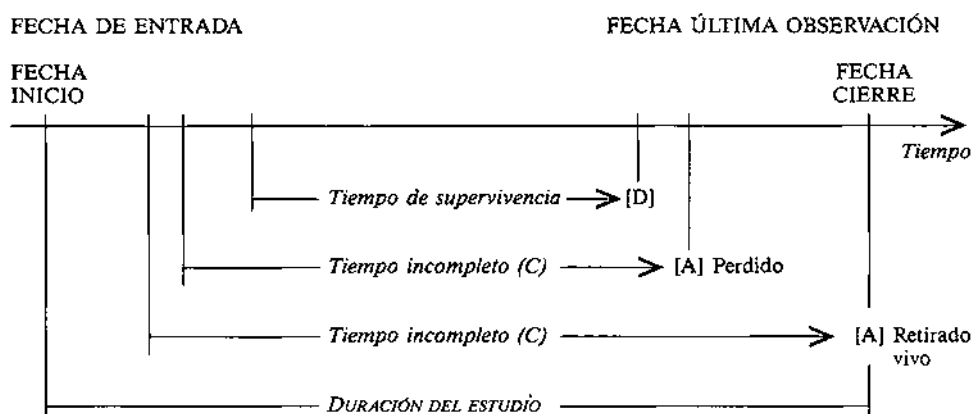 FECHA DE ENTRADA
FECHA ÚLTIMA OBSERVACIÓN
FECHA
INICIO
FECHA
CIERRE
Tiempo
Tiempo de supervivencia [D]
Tiempo incompleto (C) [A] Perdido
Tiempo incompleto (C) [A] Retirado
vivo
DURACIÓN DEL ESTUDÍO